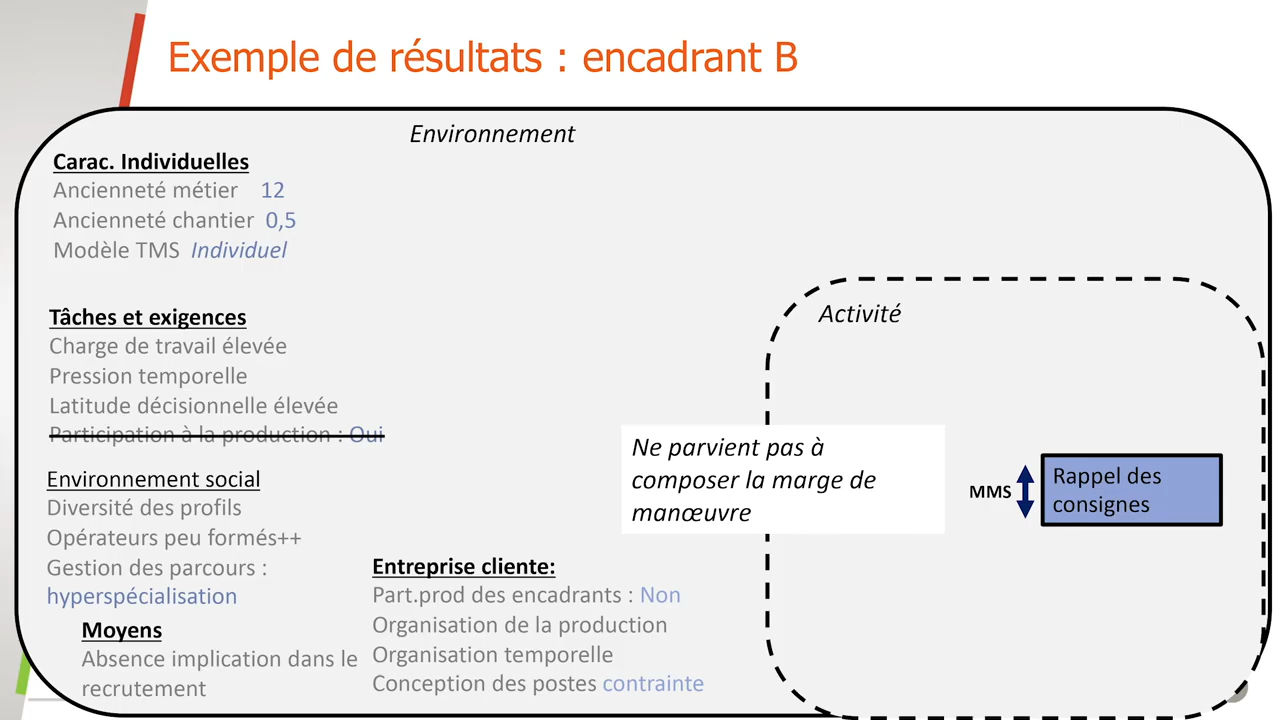 Exemple de résultats : encadrant B
Environnement
Carac. Individuelles
Ancienneté métier 12
Ancienneté chantier 0,5
Modèle TMS Individuel
Tâches et exigences
Charge de travail élevée
Pression temporelle
Latitude décisionnelle élevée
Participation à la production : Oui
Environnement social
Diversité des profils
Opérateurs peu formés++
Gestion des parcours :
hyperspécialisation
Moyens
Absence implication dans le
recrutement
Entreprise cliente:
Part.prod des encadrants : Non
Organisation de la production
Organisation temporelle
Conception des postes contrainte
Activité
Ne parvient pas à
composer la marge de
manœuvre
MMS
Rappel des
consignes